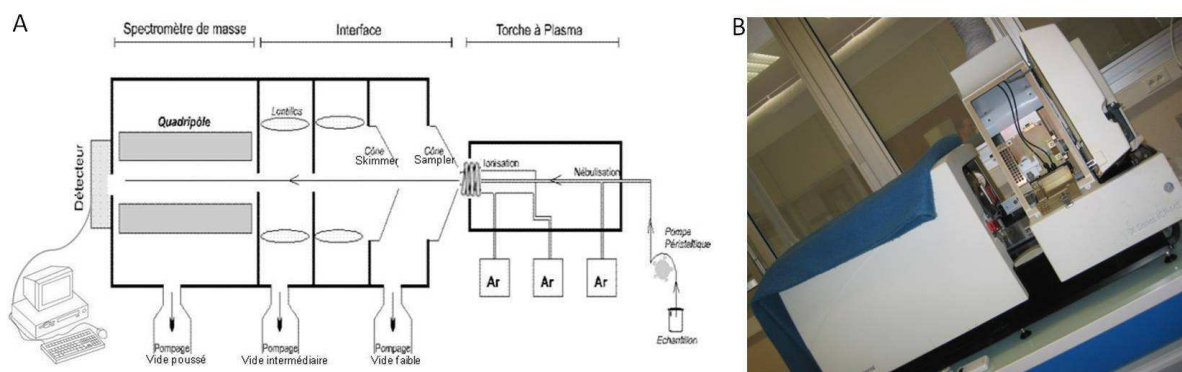 A
Spectromètre de masse
Interface
Torche à Plasma
B
Lentilles
Quadripôle
Cône
Skimmer
Cône
Sampler
Ionisation
Nébulisation
Détecteur
Pompe
Péristaltique
Ar
Ar
Ar
Echantillon
Pompage
Vide poussé
Pompage
Vide intermédiaire
Pompage
Vide faible